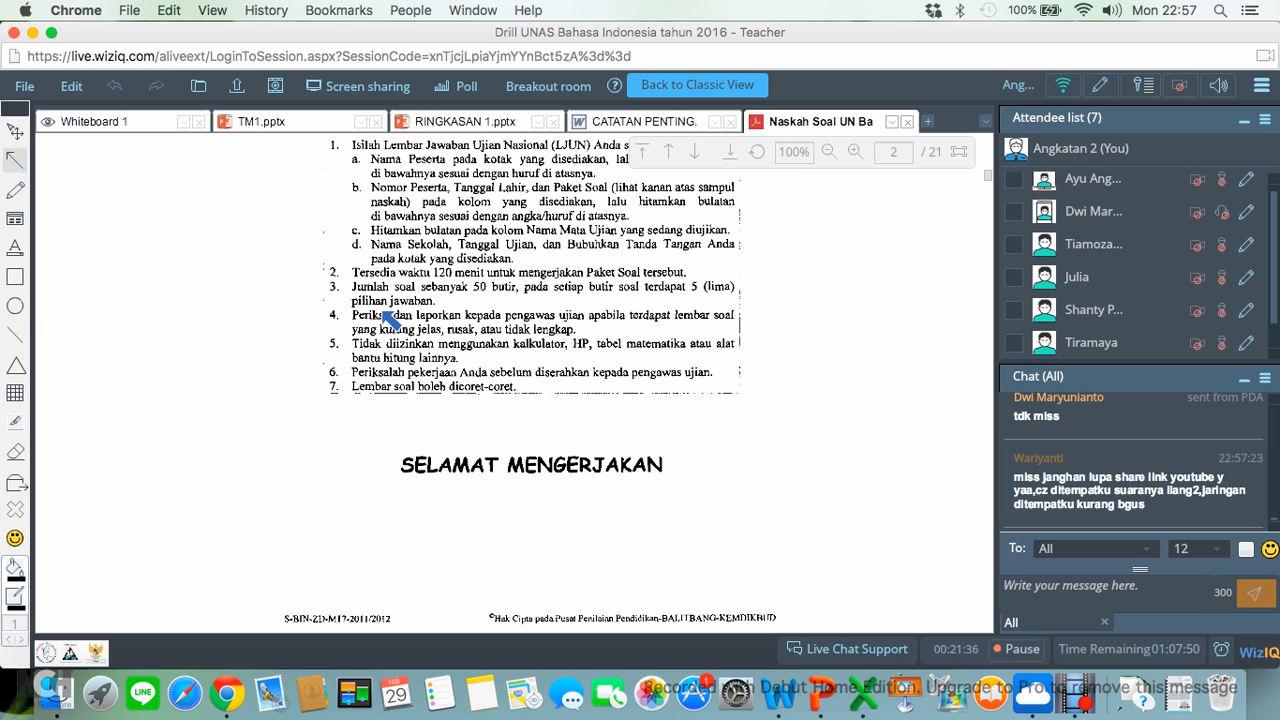 Chrome File Edit View History Bookmarks People Window Help 100% Mon 22:57
Drill UNAS Bahasa Indonesia tahun 2016 - Teacher
https://live.wiziq.com/aliveext/LoginToSession.aspx?SessionCode=xnTjcjLpiaYjmYYnBct5zA%3d%3d
File Edit Screen sharing Poll Breakout room Back to Classic View Ang...
Whiteboard 1 TM1.pptx RINGKASAN 1.pptx CATATAN PENTING. Naskah Soal UN Ba
100% 2 / 21
1. Isilah Lembar Jawaban Ujian Nasional (LJUN) Anda s
a. Nama Peserta pada kotak yang disediakan, lal
di bawahnya sesuai dengan huruf di atasnya.
b. Nomor Peserta, Tanggal Lahir, dan Paket Soal (lihat kanan atas sampul
naskah) pada kolom yang disediakan, lalu hitamkan bulatan
di bawahnya sesuai dengan angka/huruf di atasnya.
c. Hitamkan bulatan pada kolom Nama Mata Ujian yang sedang diujikan.
d. Nama Sekolah, Tanggal Ujian, dan Bubuhkan Tanda Tangan Anda
pada kotak yang disediakan.
2. Tersedia waktu 120 menit untuk mengerjakan Paket Soal tersebut.
3. Jumlah soal sebanyak 50 butir, pada setiap butir soal terdapat 5 (lima)
pilihan jawaban.
4. Periksa dan laporkan kepada pengawas ujian apabila terdapat lembar soal
yang kurang jelas, rusak, atau tidak lengkap.
5. Tidak diizinkan menggunakan kalkulator, HP, tabel matematika atau alat
bantu hitung lainnya.
6. Periksalah pekerjaan Anda sebelum diserahkan kepada pengawas ujian.
7. Lembar soal boleh dicoret-coret.
SELAMAT MENGERJAKAN
S-BIN-ZD-M17-2011/2012 ©Hak Cipta pada Pusat Penilaian Pendidikan-BALITBANG-KEMDIKBUD
Attendee list (7)
Angkatan 2 (You)
Ayu Ang...
Dwi Mar...
Tiamoza...
Julia
Shanty P...
Tiramaya
Chat (All)
Dwi Maryunianto sent from PDA
tdk miss
Wariyanti 22:57:23
miss janghan lupa share link youtube y
yaa,cz ditempatku suaranya ilang2,jaringan
ditempatku kurang bgus
To: All 12
Write your message here. 300
All
1
Live Chat Support 00:21:36 Pause Time Remaining 01:07:50 WizIQ
LINE
FEB
29
Recorded with Debut Home Edition. Upgrade to Pro to remove this message